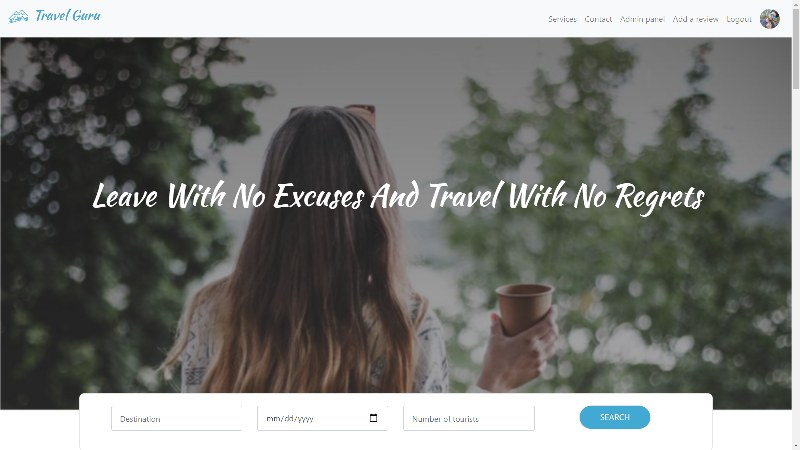 Travel Guru
Services Contact Admin panel Add a review Logout
Leave With No Excuses And Travel With No Regrets
Destination mm/dd/yyyy Number of tourists SEARCH